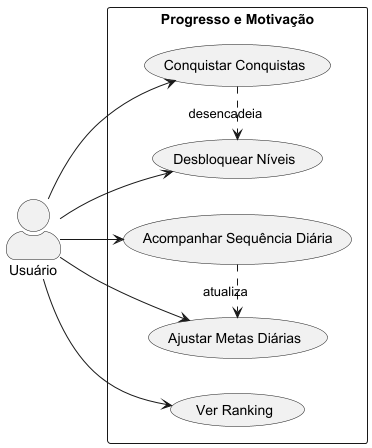 Progresso e Motivação
Conquistar Conquistas
desencadeia
Desbloquear Níveis
Usuário
Acompanhar Sequência Diária
atualiza
Ajustar Metas Diárias
Ver Ranking